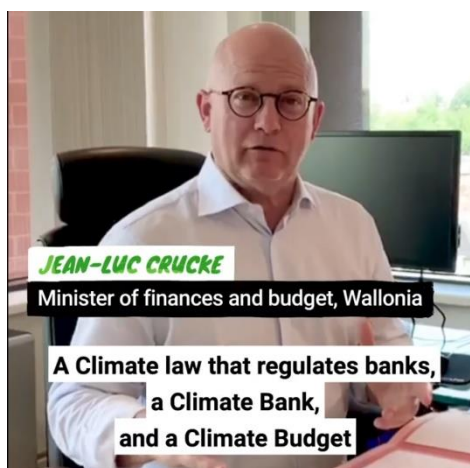 JEAN-LUC CRUCKE
Minister of finances and budget, Wallonia
A Climate law that regulates banks,
a Climate Bank,
and a Climate Budget